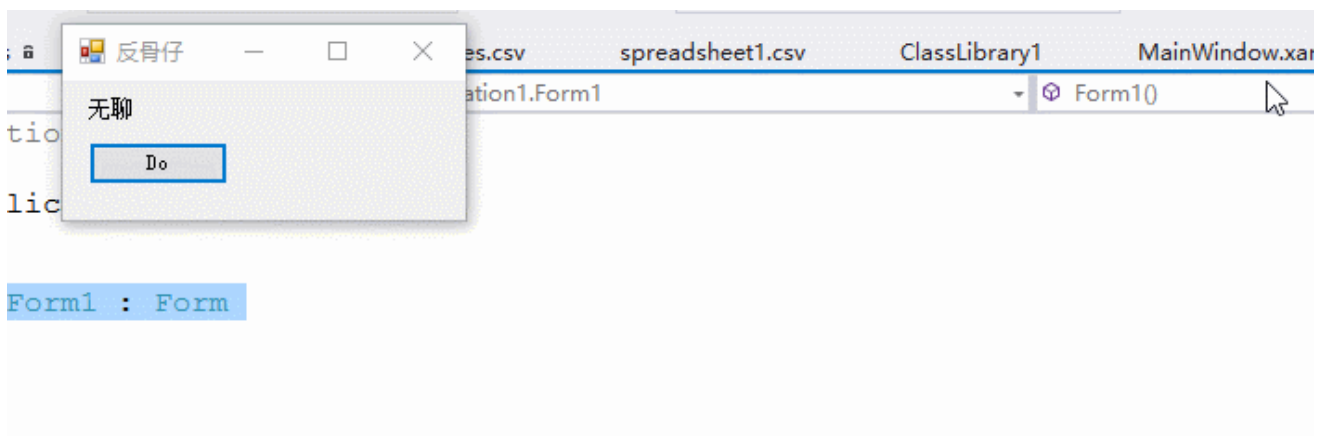 反骨仔
es.csv spreadsheet1.csv ClassLibrary1 MainWindow.xar
ation1.Form1 Form1()
无聊
tio
Do
lic
Form1 : Form